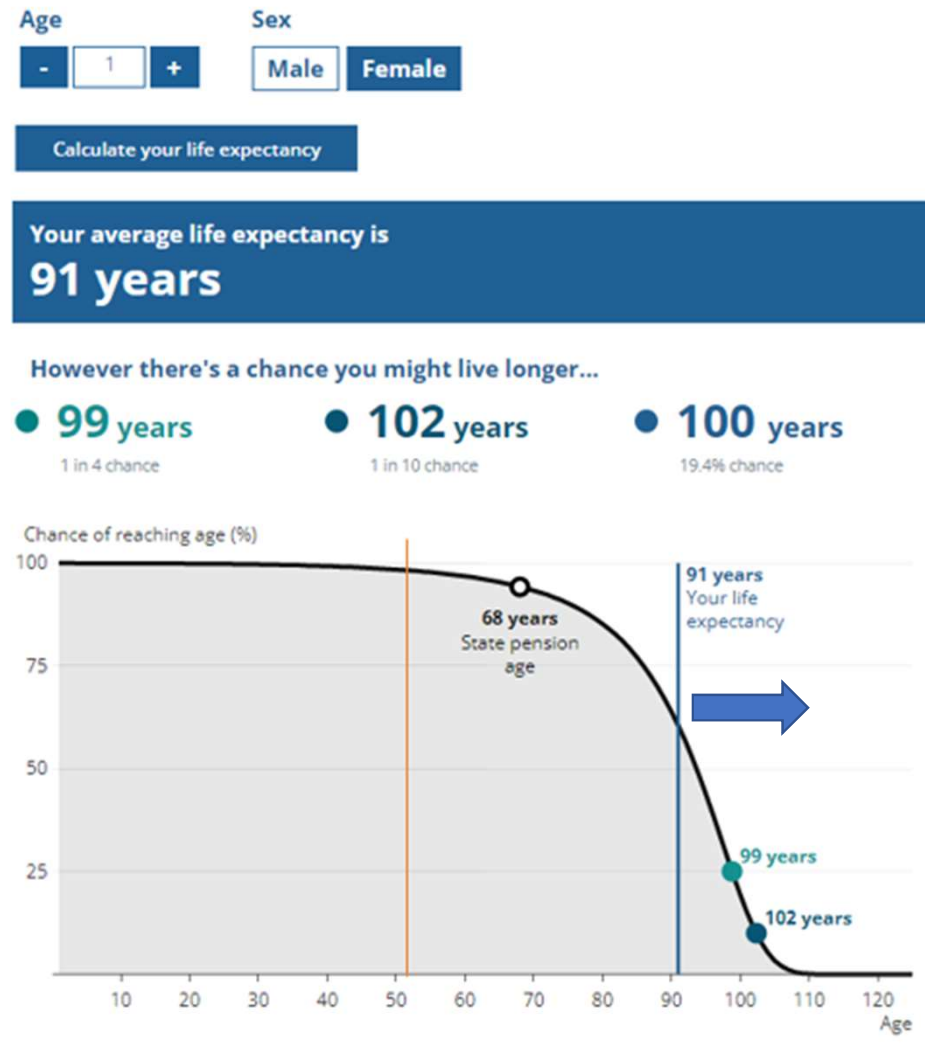 Age
Sex
- 1 +
Male Female
Calculate your life expectancy
Your average life expectancy is
91 years
However there's a chance you might live longer...
99 years
1 in 4 chance
102 years
1 in 10 chance
100 years
19.4% chance
Chance of reaching age (%)
100
75
50
25
91 years
Your life
expectancy
68 years
State pension
age
99 years
102 years
10 20 30 40 50 60 70 80 90 100 110 120
Age